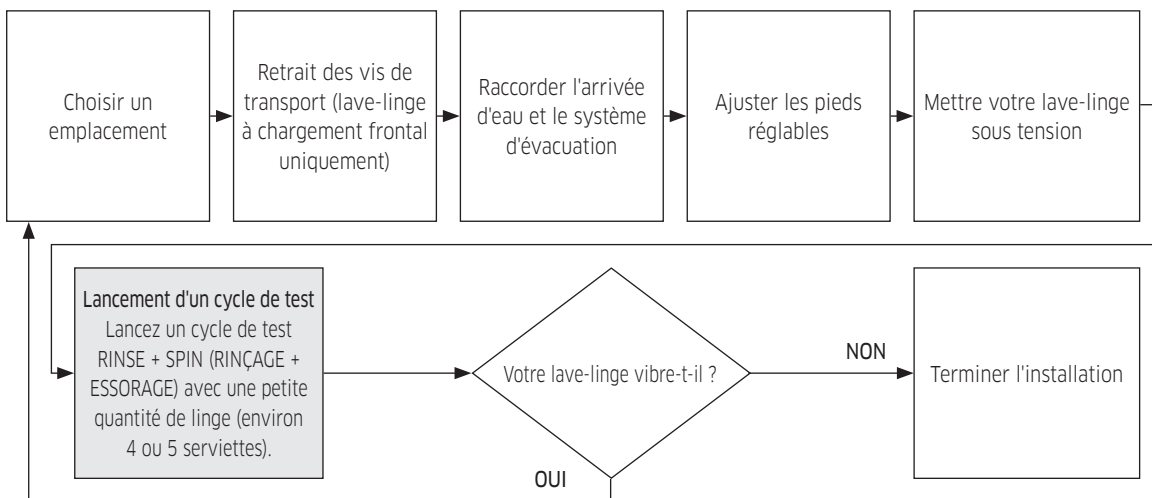 Choisir un
emplacement
Retrait des vis de
transport (lave-linge
à chargement frontal
uniquement)
Raccorder l'arrivée
d'eau et le système
d'évacuation
Ajuster les pieds
réglables
Mettre votre lave-linge
sous tension
Lancement d'un cycle de test
Lancez un cycle de test
RINSE + SPIN (RINÇAGE +
ESSORAGE) avec une petite
quantité de linge (environ
4 ou 5 serviettes).
Votre lave-linge vibre-t-il ?
NON
Terminer l'installation
OUI